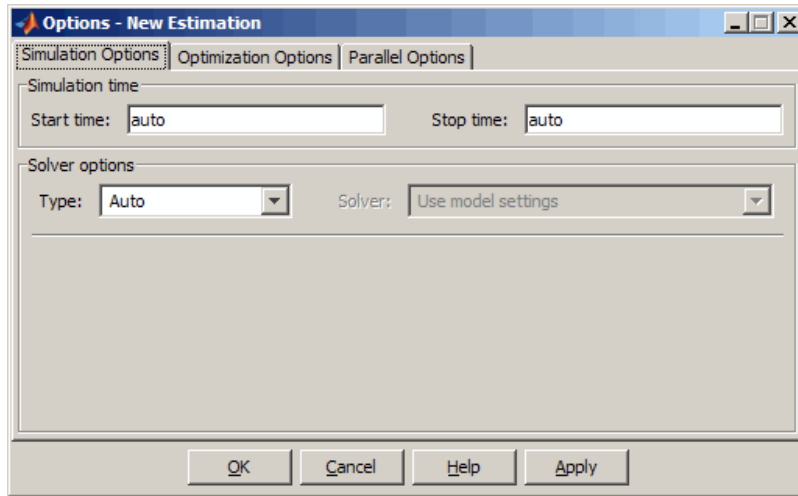 Options - New Estimation
Simulation Options Optimization Options Parallel Options
Simulation time
Start time: auto Stop time: auto
Solver options
Type: Auto Solver: Use model settings
OK Cancel Help Apply